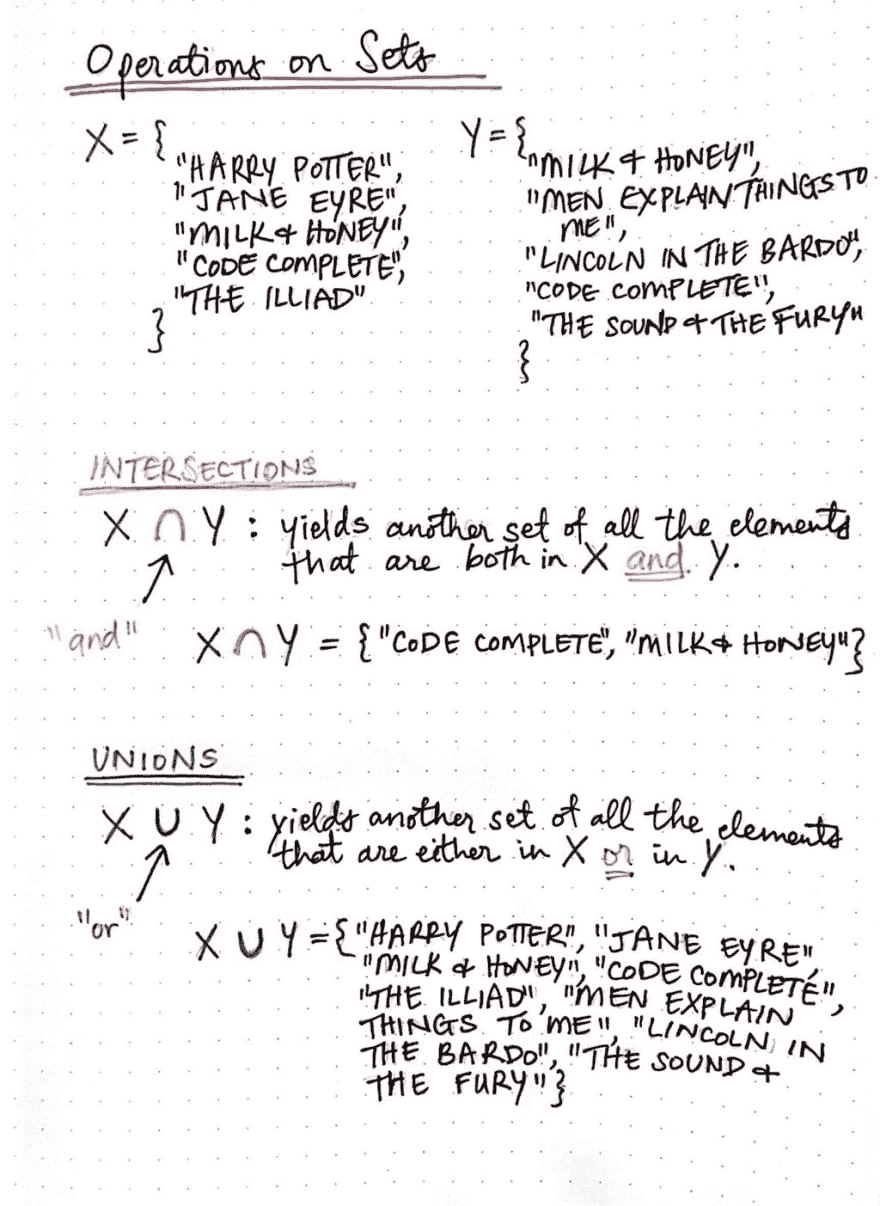 Operations on Sets
X = {
"HARRY POTTER",
"JANE EYRE",
"MILK & HONEY",
"CODE COMPLETE",
"THE ILLIAD"
}
Y = {
"MILK & HONEY",
"MEN EXPLAIN THINGS TO
ME",
"LINCOLN IN THE BARDO",
"CODE COMPLETE",
"THE SOUND & THE FURY"
}
INTERSECTIONS
X ∩ Y : yields another set of all the elements
that are both in X and Y.
"and"
X ∩ Y = {"CODE COMPLETE", "MILK & HONEY"}
UNIONS
X ∪ Y : yields another set of all the elements
that are either in X or in Y.
"or"
X ∪ Y = {"HARRY POTTER", "JANE EYRE"
"MILK & HONEY", "CODE COMPLETE",
"THE ILLIAD", "MEN EXPLAIN
THINGS TO ME", "LINCOLN IN
THE BARDO", "THE SOUND &
THE FURY"}